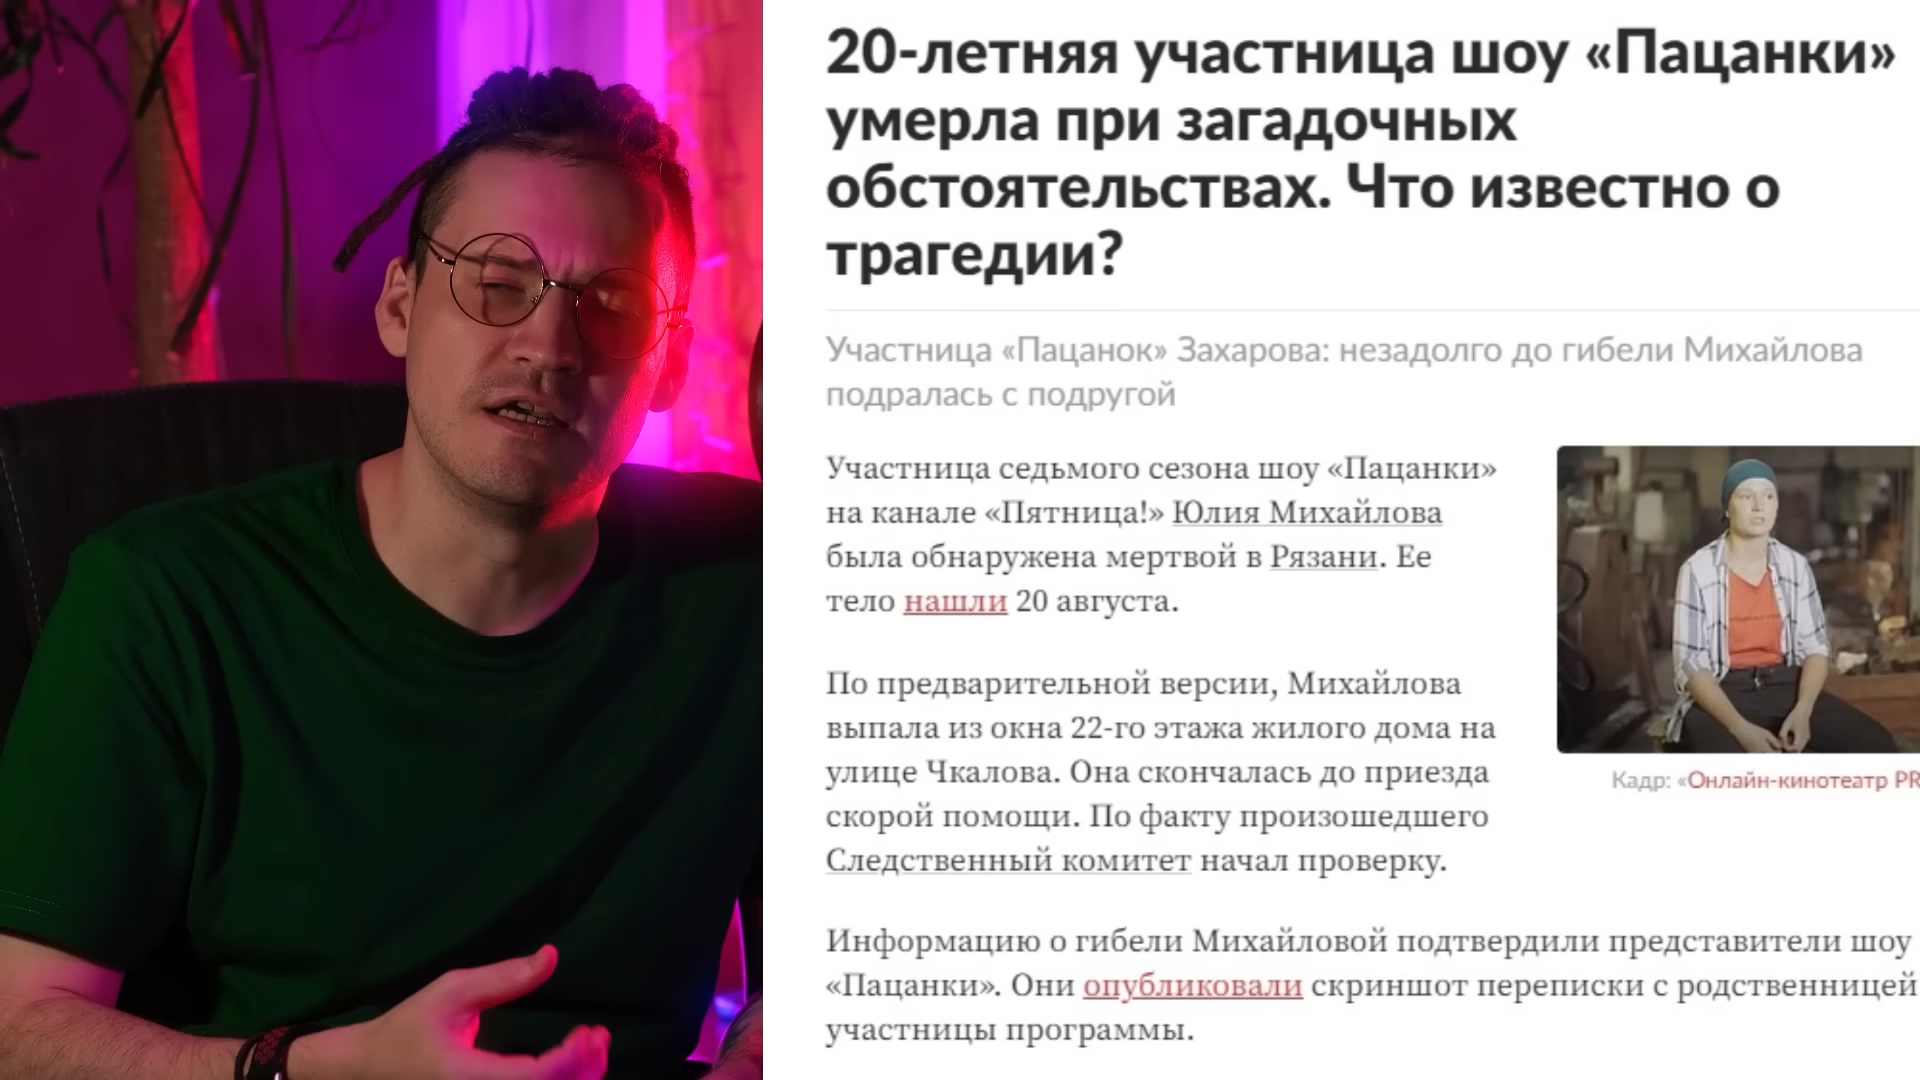 20-летняя участница шоу «Пацанки»
умерла при загадочных
обстоятельствах. Что известно о
трагедии?
Участница «Пацанок» Захарова: незадолго до гибели Михайлова
подралась с подругой
Участница седьмого сезона шоу «Пацанки»
на канале «Пятница!» Юлия Михайлова
была обнаружена мертвой в Рязани. Ее
тело нашли 20 августа.
По предварительной версии, Михайлова
выпала из окна 22-го этажа жилого дома на
улице Чкалова. Она скончалась до приезда
скорой помощи. По факту произошедшего
Следственный комитет начал проверку.
Кадр: «Онлайн-кинотеатр PR
Информацию о гибели Михайловой подтвердили представители шоу
«Пацанки». Они опубликовали скриншот переписки с родственницей
участницы программы.